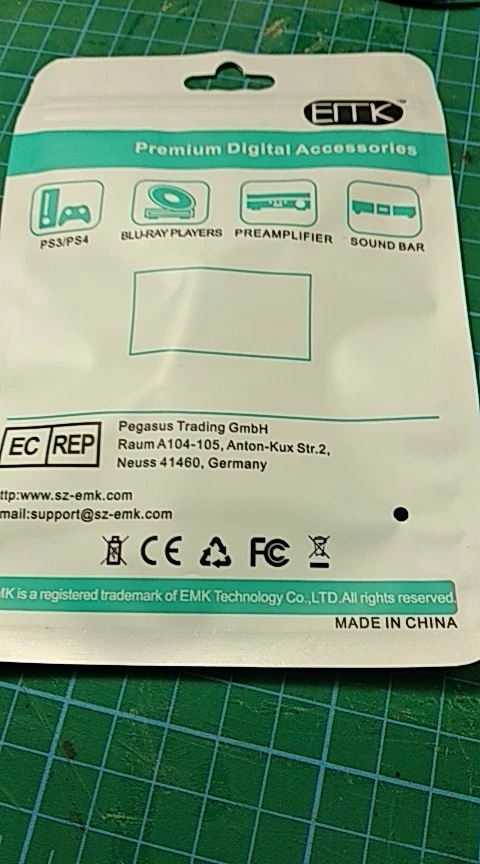 EMK™
Premium Digital Accessories
PS3/PS4 BLU-RAY PLAYERS PREAMPLIFIER SOUND BAR
EC REP
Pegasus Trading GmbH
Raum A104-105, Anton-Kux Str.2,
Neuss 41460, Germany
ttp:www.sz-emk.com
mail:support@sz-emk.com
CE FC
MK is a registered trademark of EMK Technology Co.,LTD.All rights reserved.
MADE IN CHINA